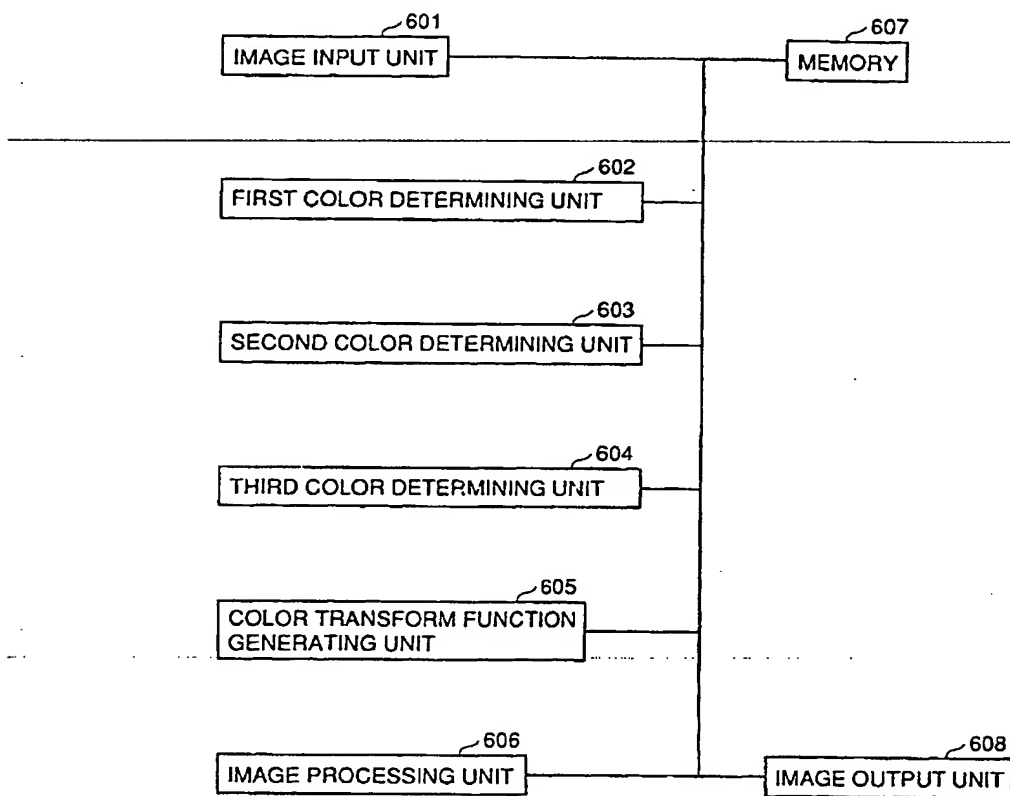 601
IMAGE INPUT UNIT
607
MEMORY
602
FIRST COLOR DETERMINING UNIT
603
SECOND COLOR DETERMINING UNIT
604
THIRD COLOR DETERMINING UNIT
605
COLOR TRANSFORM FUNCTION
GENERATING UNIT
606
IMAGE PROCESSING UNIT
608
IMAGE OUTPUT UNIT